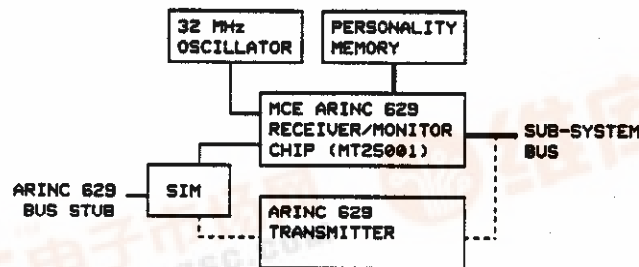 32 MHz
OSCILLATOR
PERSONALITY
MEMORY
MCE ARINC 629
RECEIVER/MONITOR
CHIP (MT25001)
SUB-SYSTEM
BUS
ARINC 629
BUS STUB
SIM
ARINC 629
TRANSMITTER